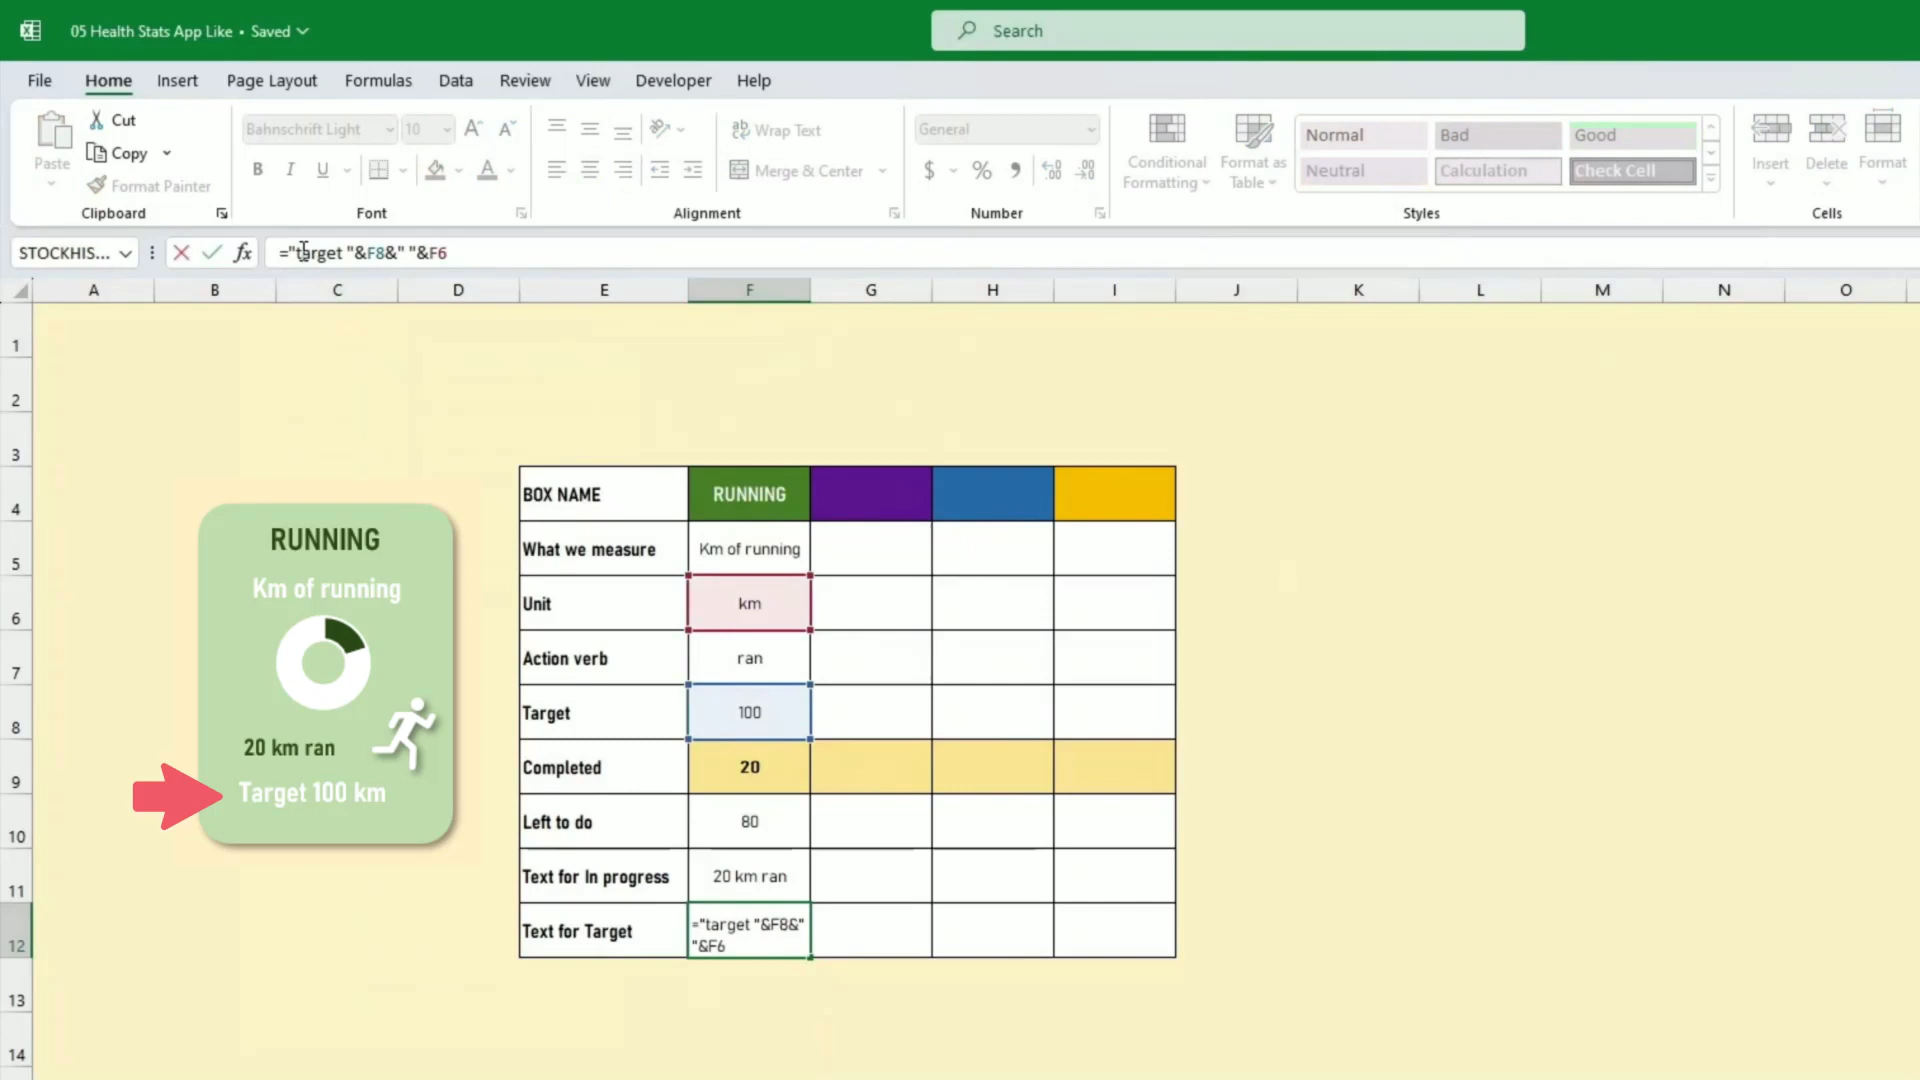 05 Health Stats App Like • Saved
Search
File Home Insert Page Layout Formulas Data Review View Developer Help
Paste
Cut
Copy
Format Painter
Clipboard
Bahnschrift Light 10
B I U
Font
Wrap Text
Merge & Center
Alignment
General
$ % 9
Number
Conditional
Formatting
Format as
Table
Normal Bad Good
Neutral Calculation Check Cell
Styles
Insert Delete Format
Cells
STOCKHIS... fx ="target "&F8&" "&F6
A B C D E F G H I J K L M N O
1
2
3
4
5
6
7
8
9
10
11
12
13
14
RUNNING
Km of running
20 km ran
Target 100 km
BOX NAME RUNNING
What we measure Km of running
Unit km
Action verb ran
Target 100
Completed 20
Left to do 80
Text for In progress 20 km ran
Text for Target ="target "&F8&"
"&F6